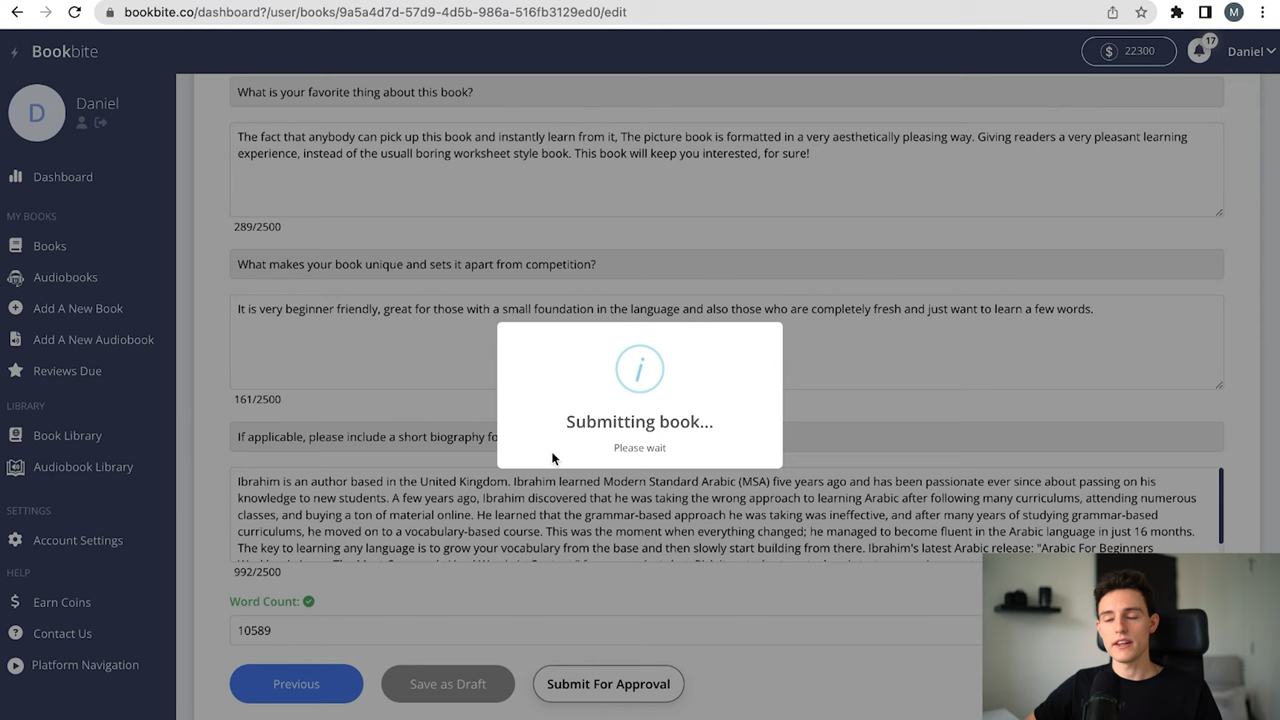 bookbite.co/dashboard?/user/books/9a5a4d7d-57d9-4d5b-986a-516fb3129ed0/edit
M
Bookbite
$ 22300
17
Daniel
D
Daniel
Dashboard
MY BOOKS
Books
Audiobooks
Add A New Book
Add A New Audiobook
Reviews Due
LIBRARY
Book Library
Audiobook Library
SETTINGS
Account Settings
HELP
Earn Coins
Contact Us
Platform Navigation
What is your favorite thing about this book?
The fact that anybody can pick up this book and instantly learn from it, The picture book is formatted in a very aesthetically pleasing way. Giving readers a very pleasant learning
experience, instead of the usuall boring worksheet style book. This book will keep you interested, for sure!
289/2500
What makes your book unique and sets it apart from competition?
It is very beginner friendly, great for those with a small foundation in the language and also those who are completely fresh and just want to learn a few words.
161/2500
i
Submitting book...
Please wait
If applicable, please include a short biography fo
Ibrahim is an author based in the United Kingdom. Ibrahim learned Modern Standard Arabic (MSA) five years ago and has been passionate ever since about passing on his
knowledge to new students. A few years ago, Ibrahim discovered that he was taking the wrong approach to learning Arabic after following many curriculums, attending numerous
classes, and buying a ton of material online. He learned that the grammar-based approach he was taking was ineffective, and after many years of studying grammar-based
curriculums, he moved on to a vocabulary-based course. This was the moment when everything changed; he managed to become fluent in the Arabic language in just 16 months.
The key to learning any language is to grow your vocabulary from the base and then slowly start building from there. Ibrahim's latest Arabic release: "Arabic For Beginners
992/2500
Word Count:
10589
Previous
Save as Draft
Submit For Approval